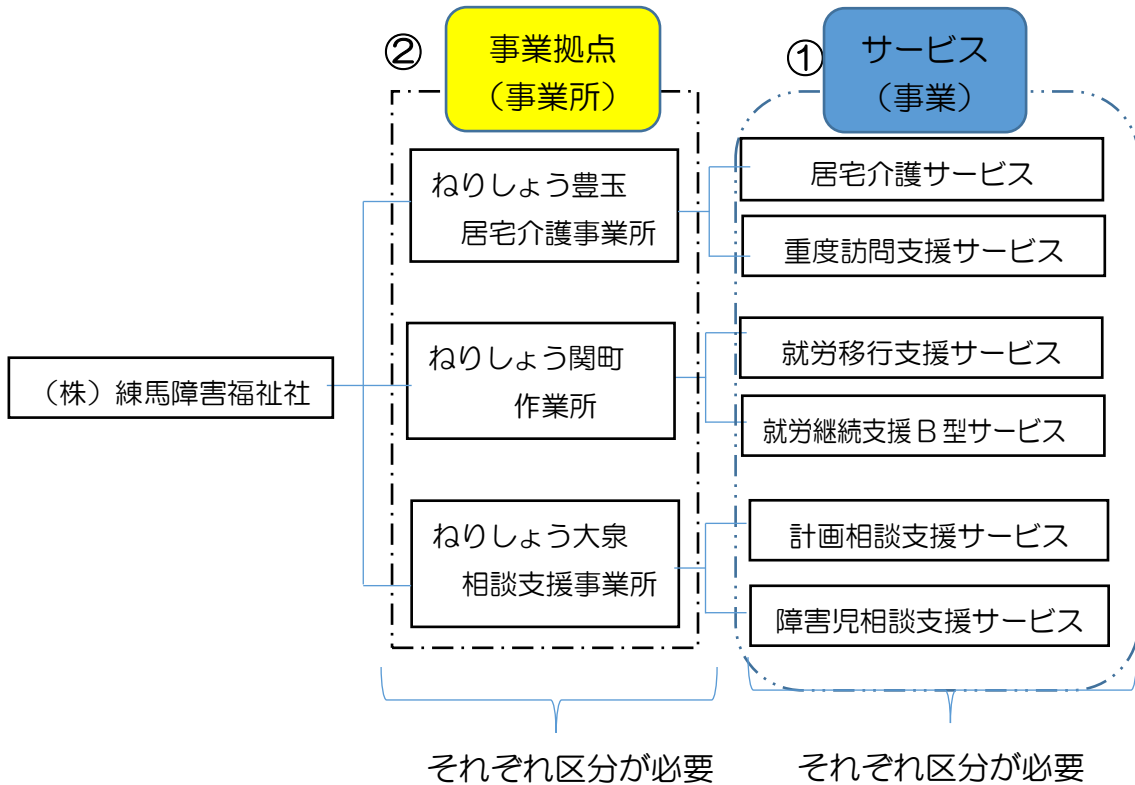 ②
事業拠点
（事業所）
①
サービス
（事業）
（株）練馬障害福祉社
ねりしょう豊玉
居宅介護事業所
居宅介護サービス
重度訪問支援サービス
ねりしょう関町
作業所
就労移行支援サービス
就労継続支援Ｂ型サービス
ねりしょう大泉
相談支援事業所
計画相談支援サービス
障害児相談支援サービス
それぞれ区分が必要
それぞれ区分が必要